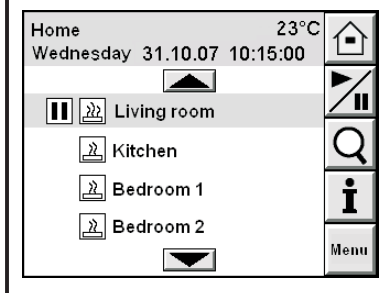 Home 23°C
Wednesday 31.10.07 10:15:00
Living room
Kitchen
Bedroom 1
Bedroom 2
Menu